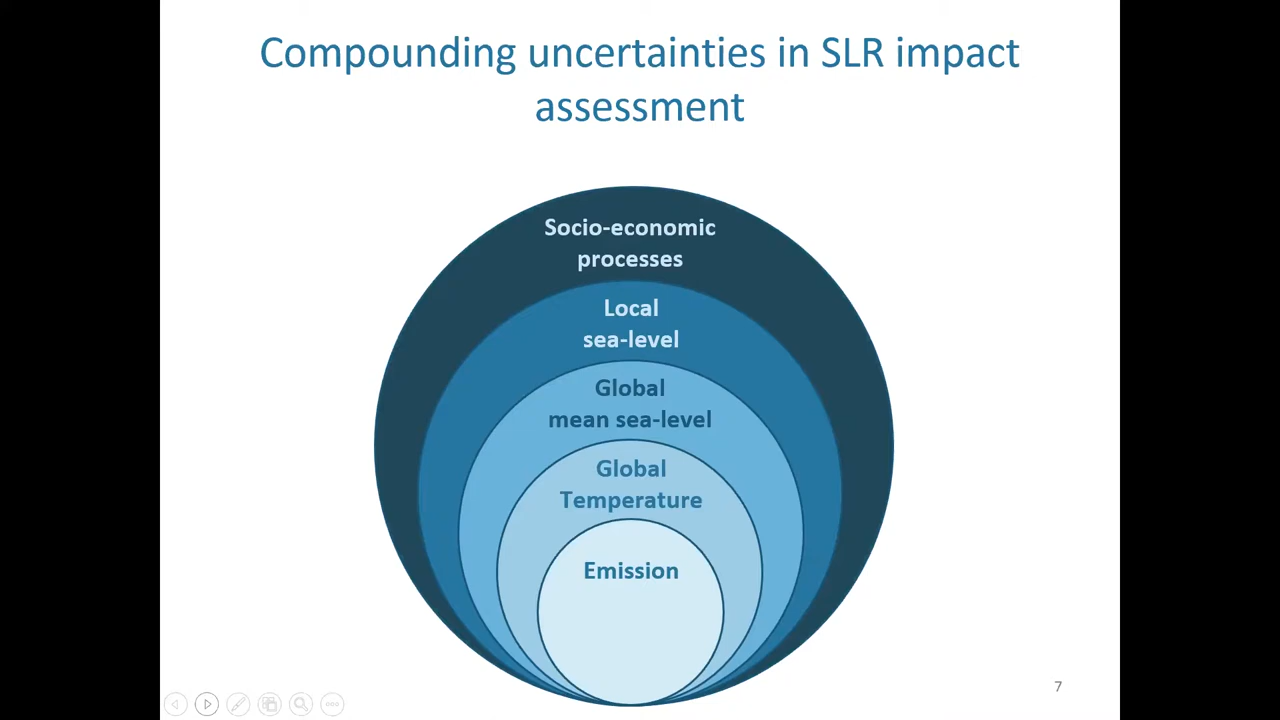 Compounding uncertainties in SLR impact
assessment
Socio-economic
processes
Local
sea-level
Global
mean sea-level
Global
Temperature
Emission
7